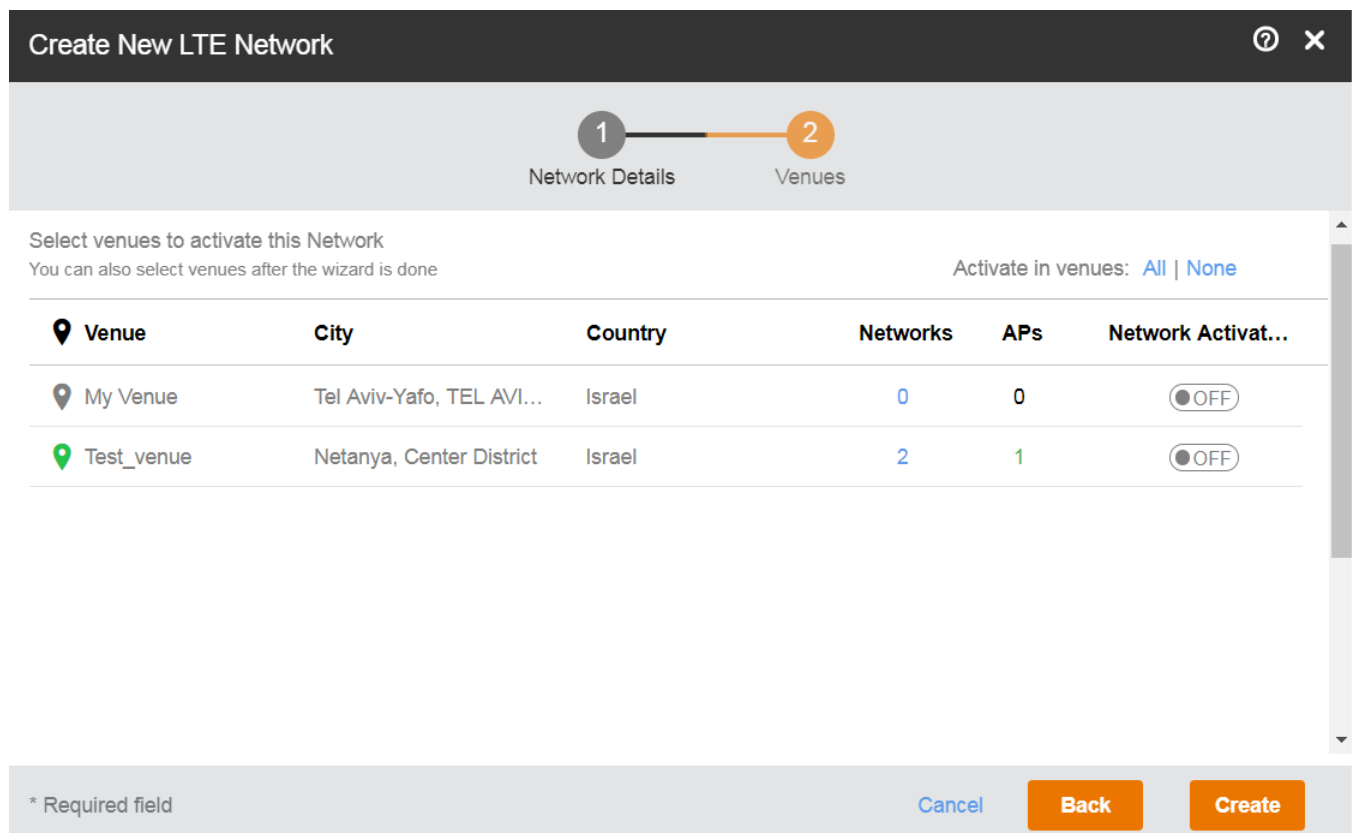 Create New LTE Network
1 2
Network Details Venues
Select venues to activate this Network
You can also select venues after the wizard is done
Activate in venues: All | None
Venue City Country Networks APs Network Activat...
My Venue Tel Aviv-Yafo, TEL AVI... Israel 0 0 OFF
Test_venue Netanya, Center District Israel 2 1 OFF
* Required field Cancel Back Create